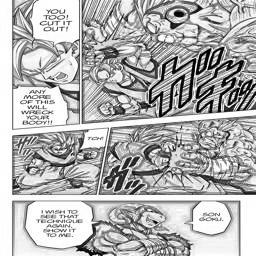 YOU
TOO!
CUT IT
OUT!
ANY
MORE
OF THIS
WILL
WRECK
YOUR
BODY!!
TCH!
I WISH TO
SEE THAT
TECHNIQUE
AGAIN.
SHOW IT
TO ME.
SON
GOKU.